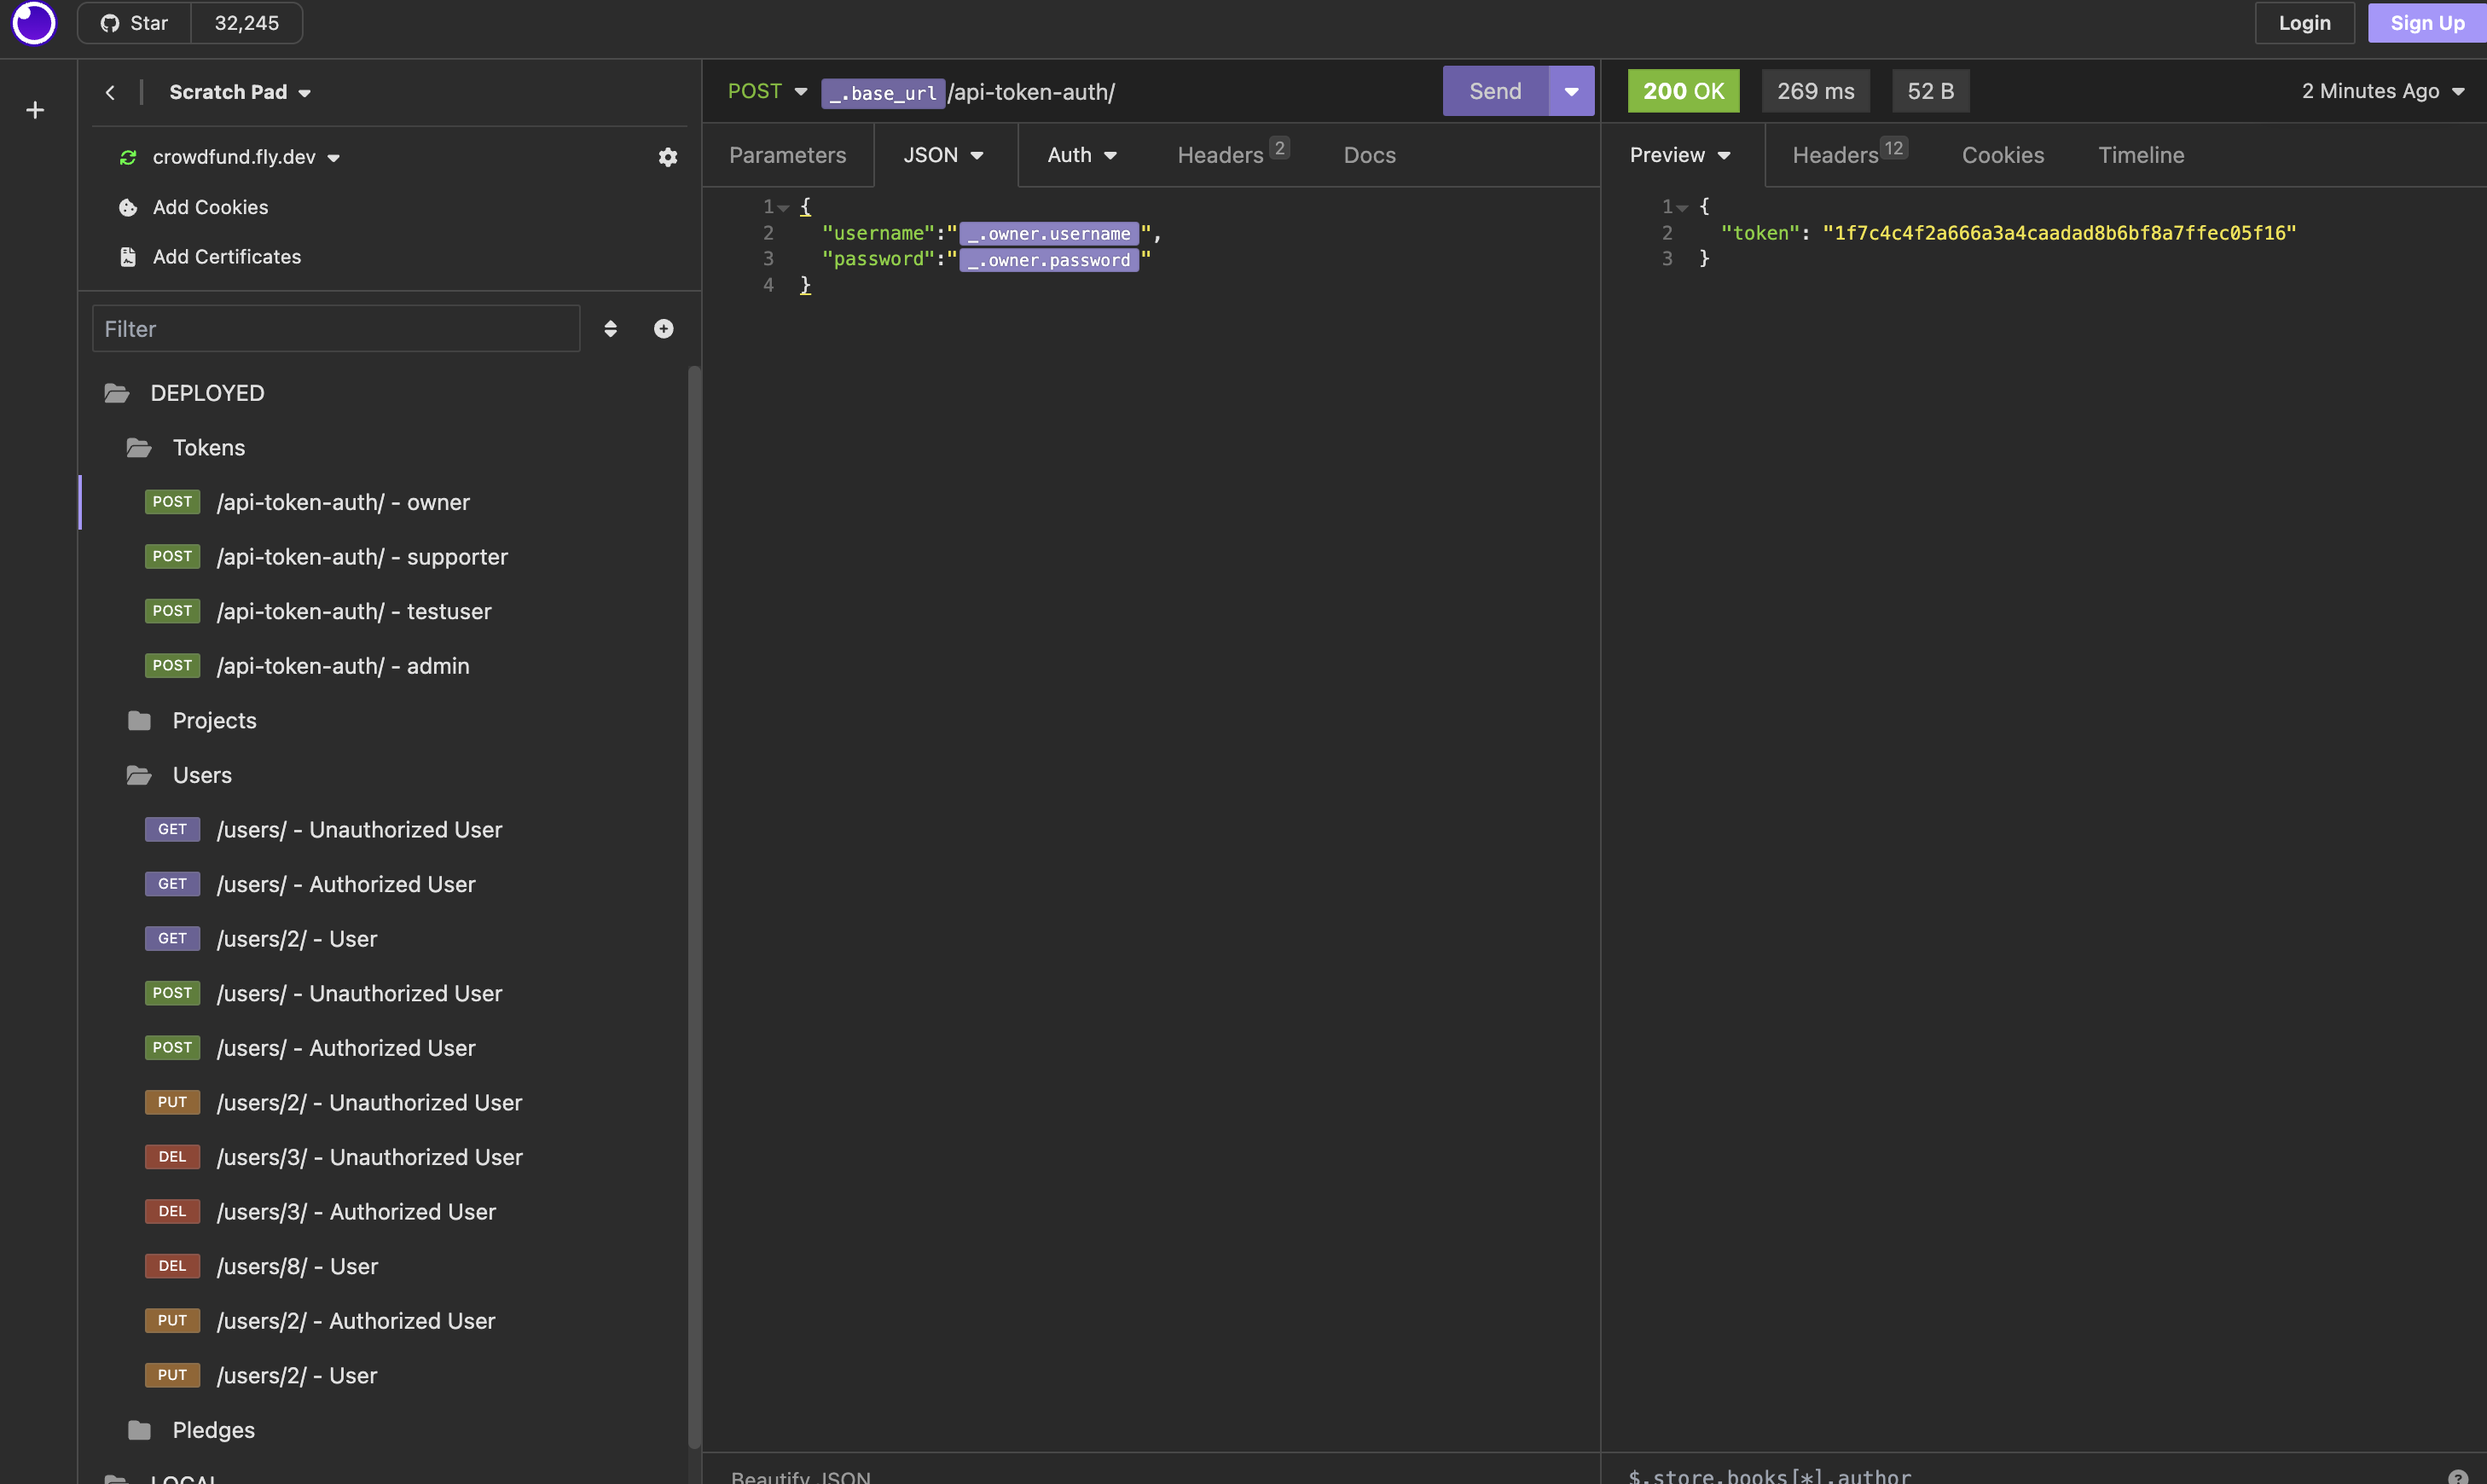 Star 32,245 Login Sign Up
Scratch Pad
crowdfund.fly.dev
Add Cookies
Add Certificates
Filter
DEPLOYED
Tokens
POST /api-token-auth/ - owner
POST /api-token-auth/ - supporter
POST /api-token-auth/ - testuser
POST /api-token-auth/ - admin
Projects
Users
GET /users/ - Unauthorized User
GET /users/ - Authorized User
GET /users/2/ - User
POST /users/ - Unauthorized User
POST /users/ - Authorized User
PUT /users/2/ - Unauthorized User
DEL /users/3/ - Unauthorized User
DEL /users/3/ - Authorized User
DEL /users/8/ - User
PUT /users/2/ - Authorized User
PUT /users/2/ - User
Pledges
LOCAL
POST _.base_url/api-token-auth/ Send
Parameters JSON Auth Headers 2 Docs
1 {
2 "username":"_.owner.username",
3 "password":"_.owner.password"
4 }
Beautify JSON
200 OK 269 ms 52 B 2 Minutes Ago
Preview Headers 12 Cookies Timeline
1 {
2 "token": "1f7c4c4f2a666a3a4caadad8b6bf8a7ffec05f16"
3 }
$.store.books[*].author